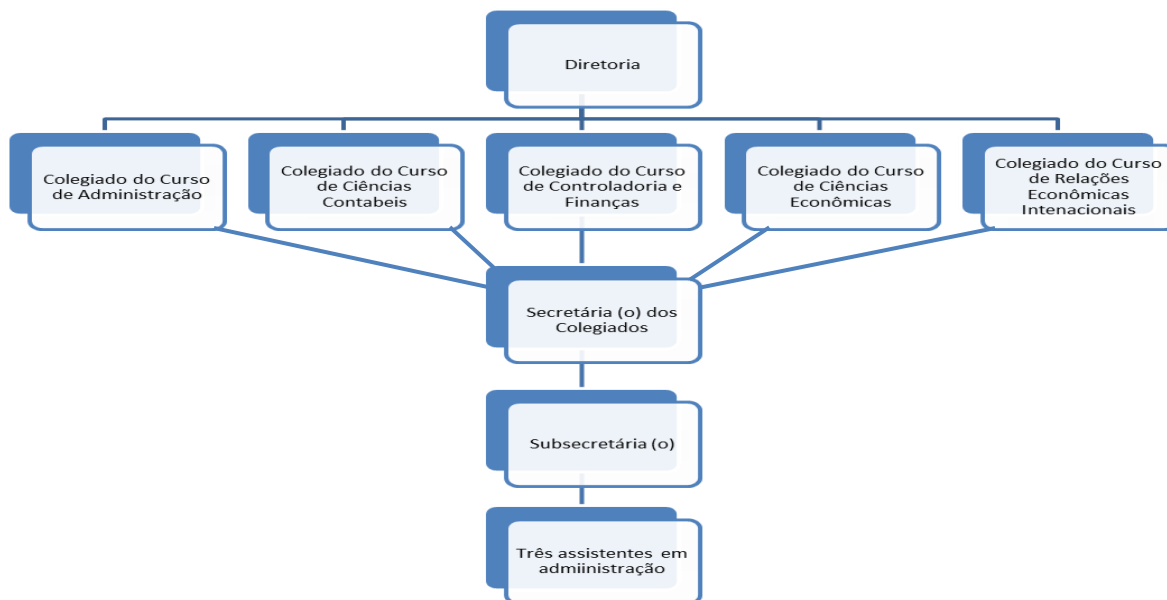 Diretoria
Colegiado do Curso
de Administração
Colegiado do Curso
de Ciências
Contabeis
Colegiado do Curso
de Controladoria e
Finanças
Colegiado do Curso
de Ciências
Econômicas
Colegiado do Curso
de Relações
Econômicas
Intenacionais
Secretária (o) dos
Colegiados
Subsecretária (o)
Três assistentes em
admiinistração